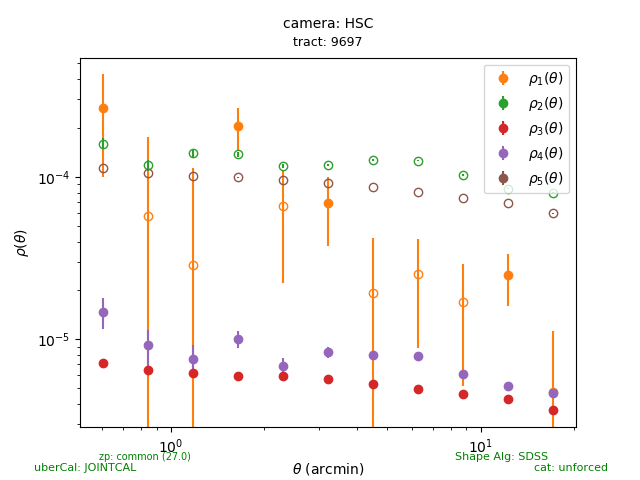 camera: HSC
tract: 9697
ρ1(θ)
ρ2(θ)
ρ3(θ)
ρ4(θ)
ρ5(θ)
10⁻⁴
10⁻⁵
ρ(θ)
10⁰
10¹
θ (arcmin)
zp: common (27.0)
Shape Alg: SDSS
uberCal: JOINTCAL
cat: unforced